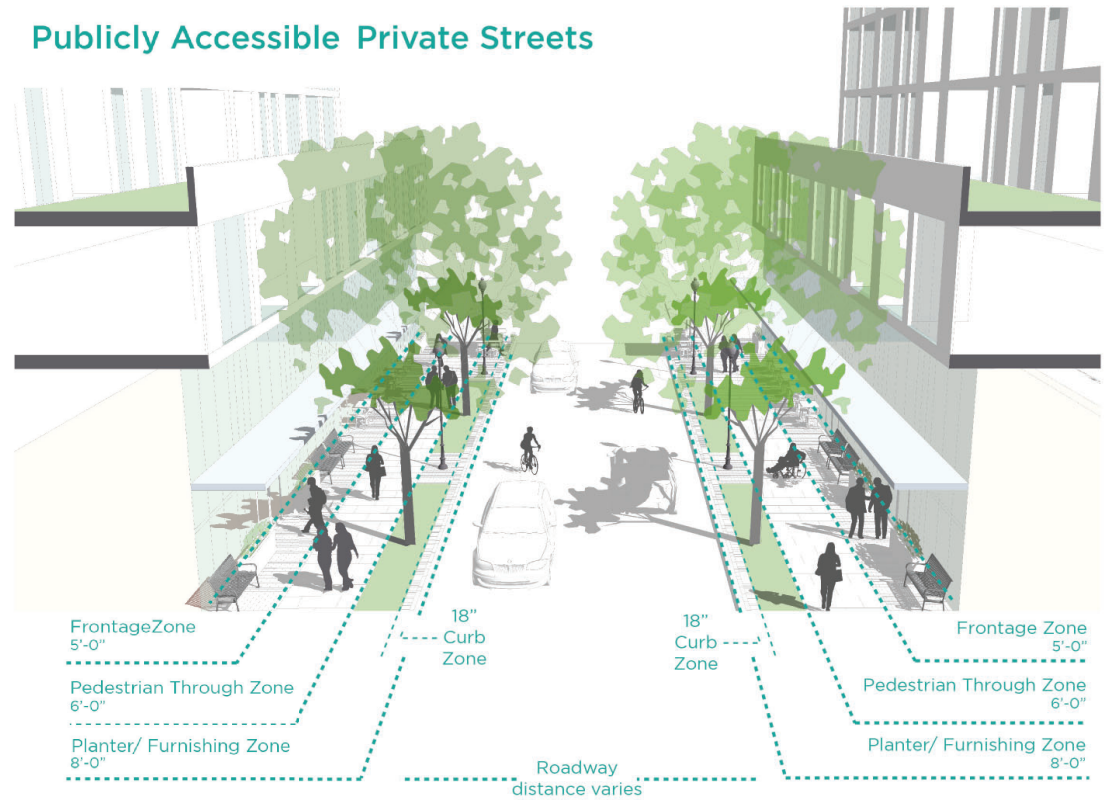 Publicly Accessible Private Streets
FrontageZone
5'-0"
Pedestrian Through Zone
6'-0"
Planter/ Furnishing Zone
8'-0"
18”
Curb
Zone
18”
Curb
Zone
Frontage Zone
5'-0"
Pedestrian Through Zone
6'-0"
Planter/ Furnishing Zone
8'-0"
Roadway
distance varies